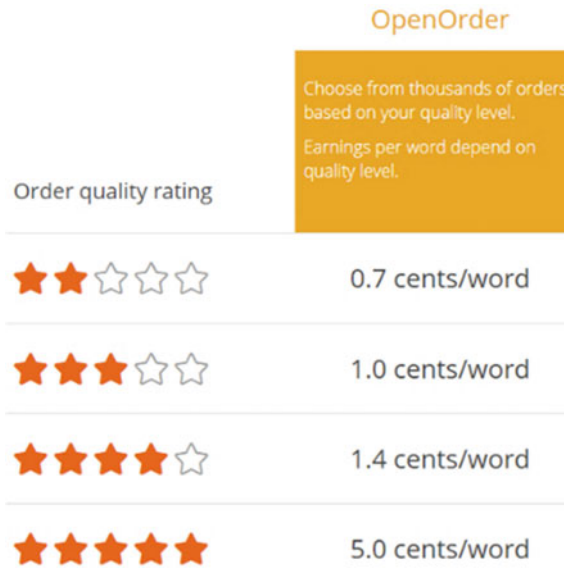 OpenOrder
Choose from thousands of orders
based on your quality level.
Earnings per word depend on
quality level.
Order quality rating
0.7 cents/word
1.0 cents/word
1.4 cents/word
5.0 cents/word